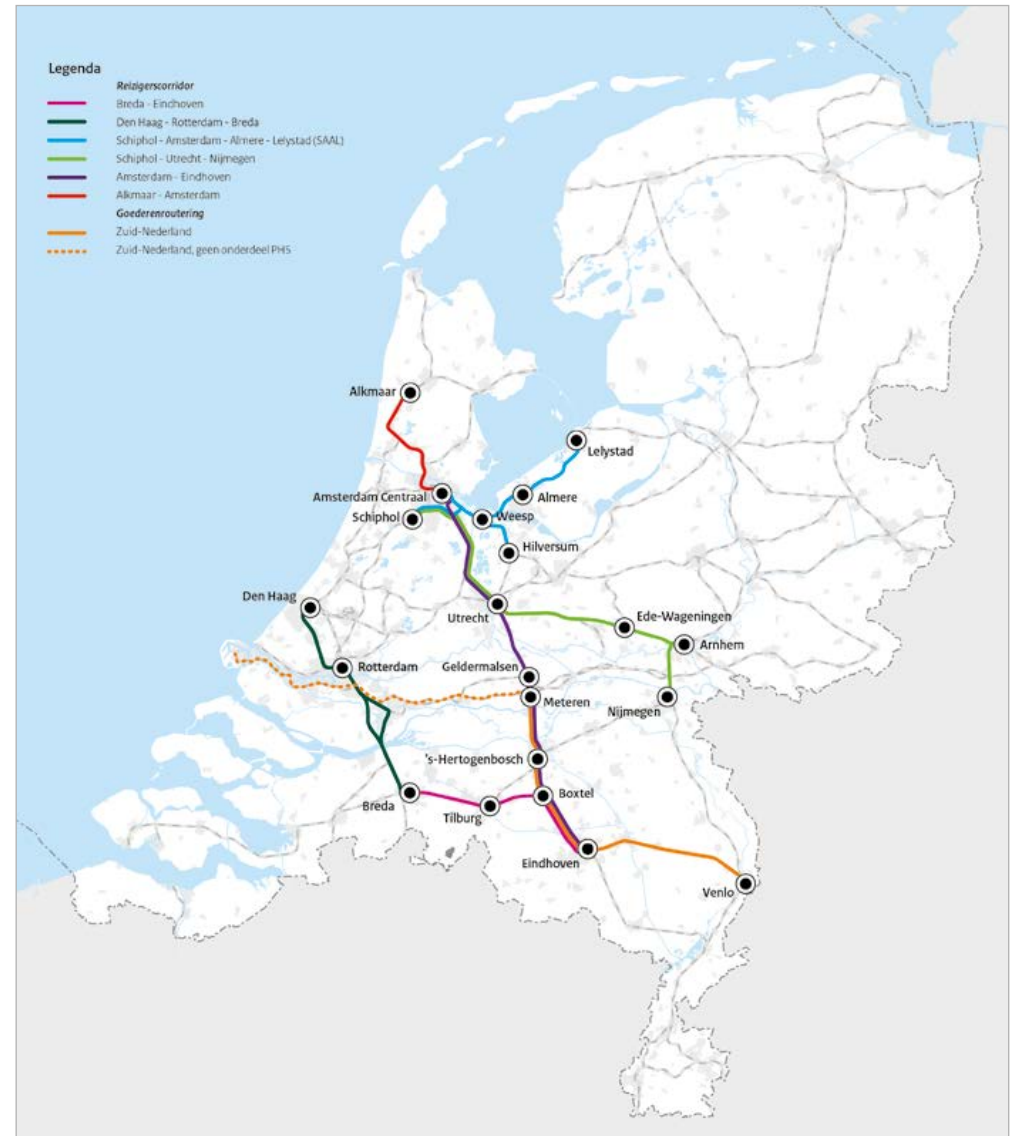 Legenda
Reizigerscorridor
Breda - Eindhoven
Den Haag - Rotterdam - Breda
Schiphol - Amsterdam - Almere - Lelystad (SAAL)
Schiphol - Utrecht - Nijmegen
Amsterdam - Eindhoven
Alkmaar - Amsterdam
Goederenroutering
Zuid-Nederland
Zuid-Nederland, geen onderdeel PHS
Alkmaar
Lelystad
Amsterdam Centraal
Almere
Schiphol
Weesp
Hilversum
Den Haag
Utrecht
Ede-Wageningen
Arnhem
Rotterdam
Geldermalsen
Meteren
Nijmegen
's-Hertogenbosch
Breda
Tilburg
Boxtel
Eindhoven
Venlo